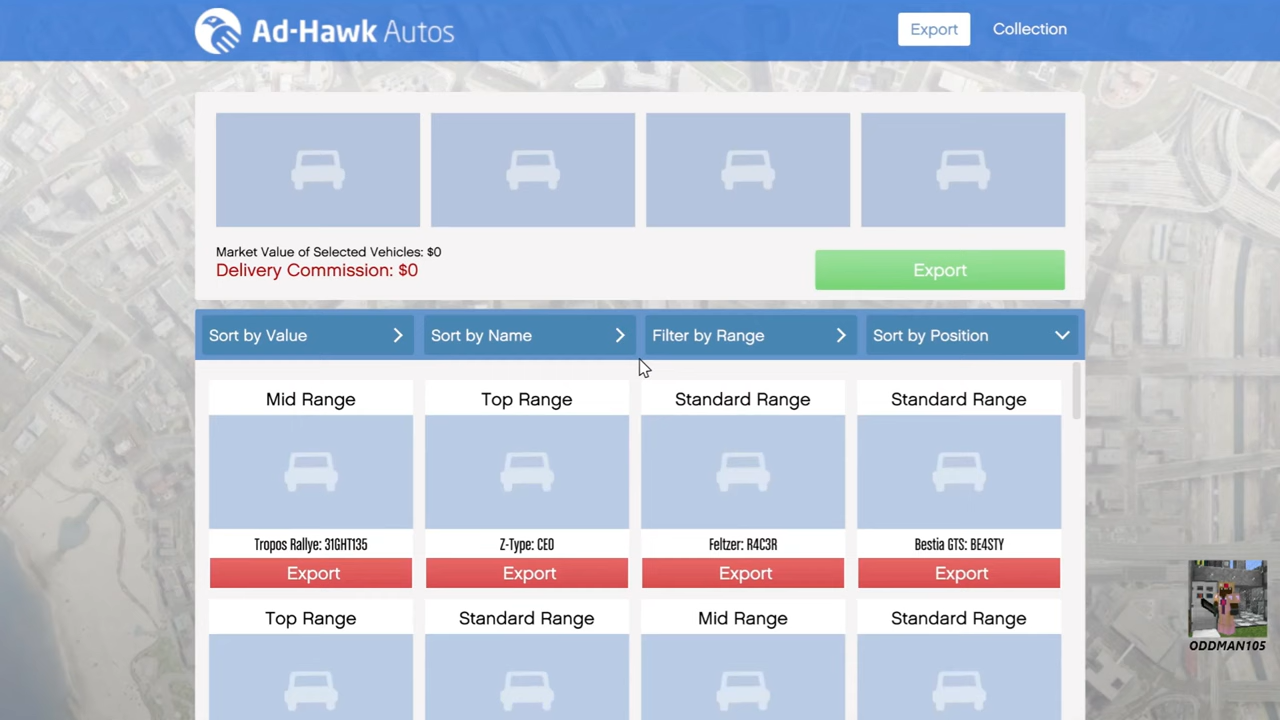 Ad-Hawk Autos
Export
Collection
Market Value of Selected Vehicles: $0
Delivery Commission: $0
Export
Sort by Value
Sort by Name
Filter by Range
Sort by Position
Mid Range
Top Range
Standard Range
Standard Range
Tropos Rallye: 31GHT135
Z-Type: CEO
Feltzer: R4C3R
Bestia GTS: BE4STY
Export
Export
Export
Export
Top Range
Standard Range
Mid Range
Standard Range
ODDMAN105